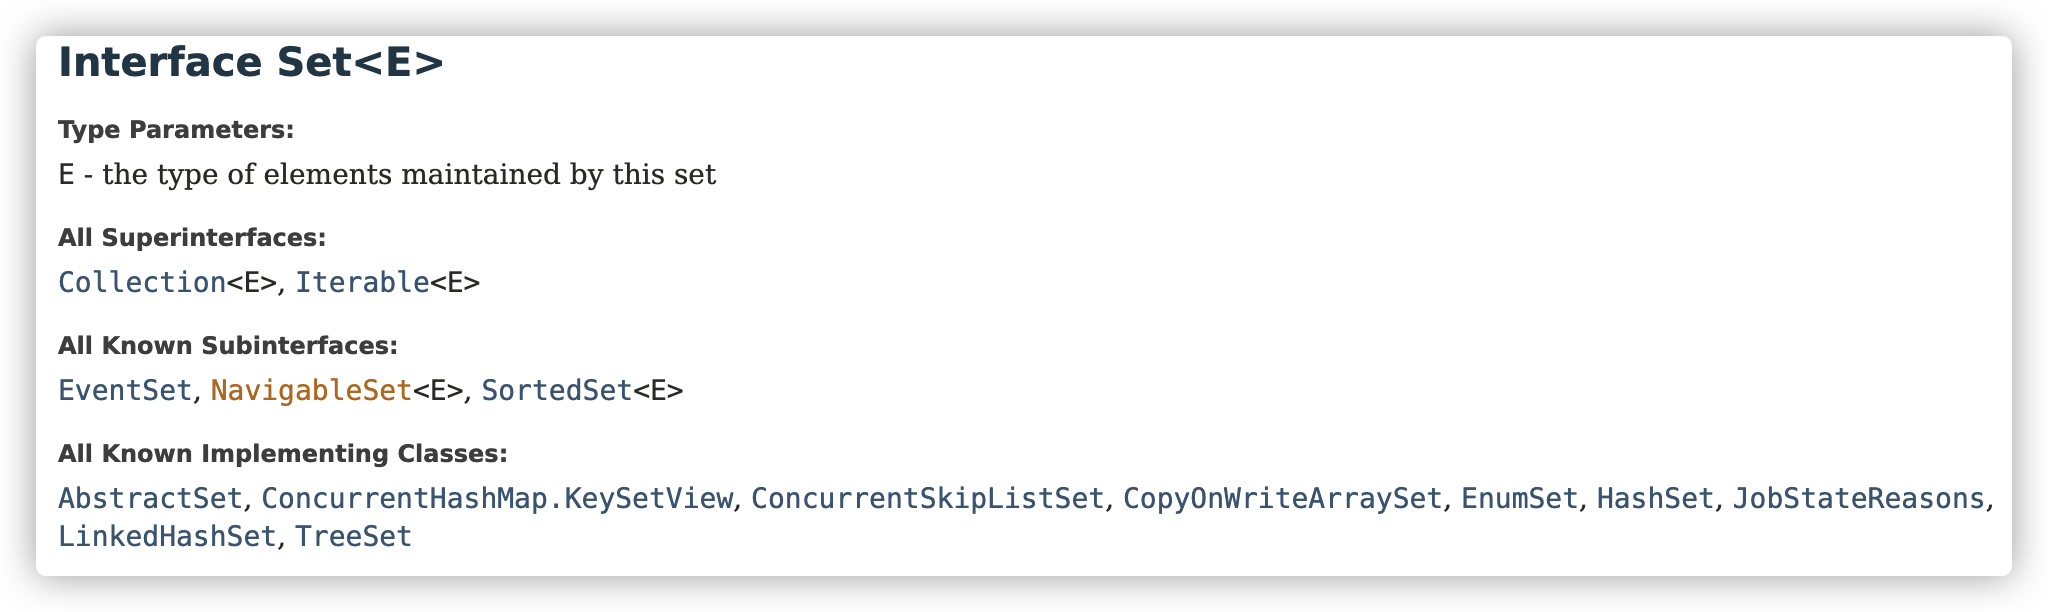 Interface Set<E>
Type Parameters:
E - the type of elements maintained by this set
All Superinterfaces:
Collection<E>, Iterable<E>
All Known Subinterfaces:
EventSet, NavigableSet<E>, SortedSet<E>
All Known Implementing Classes:
AbstractSet, ConcurrentHashMap.KeySetView, ConcurrentSkipListSet, CopyOnWriteArraySet, EnumSet, HashSet, JobStateReasons,
LinkedHashSet, TreeSet